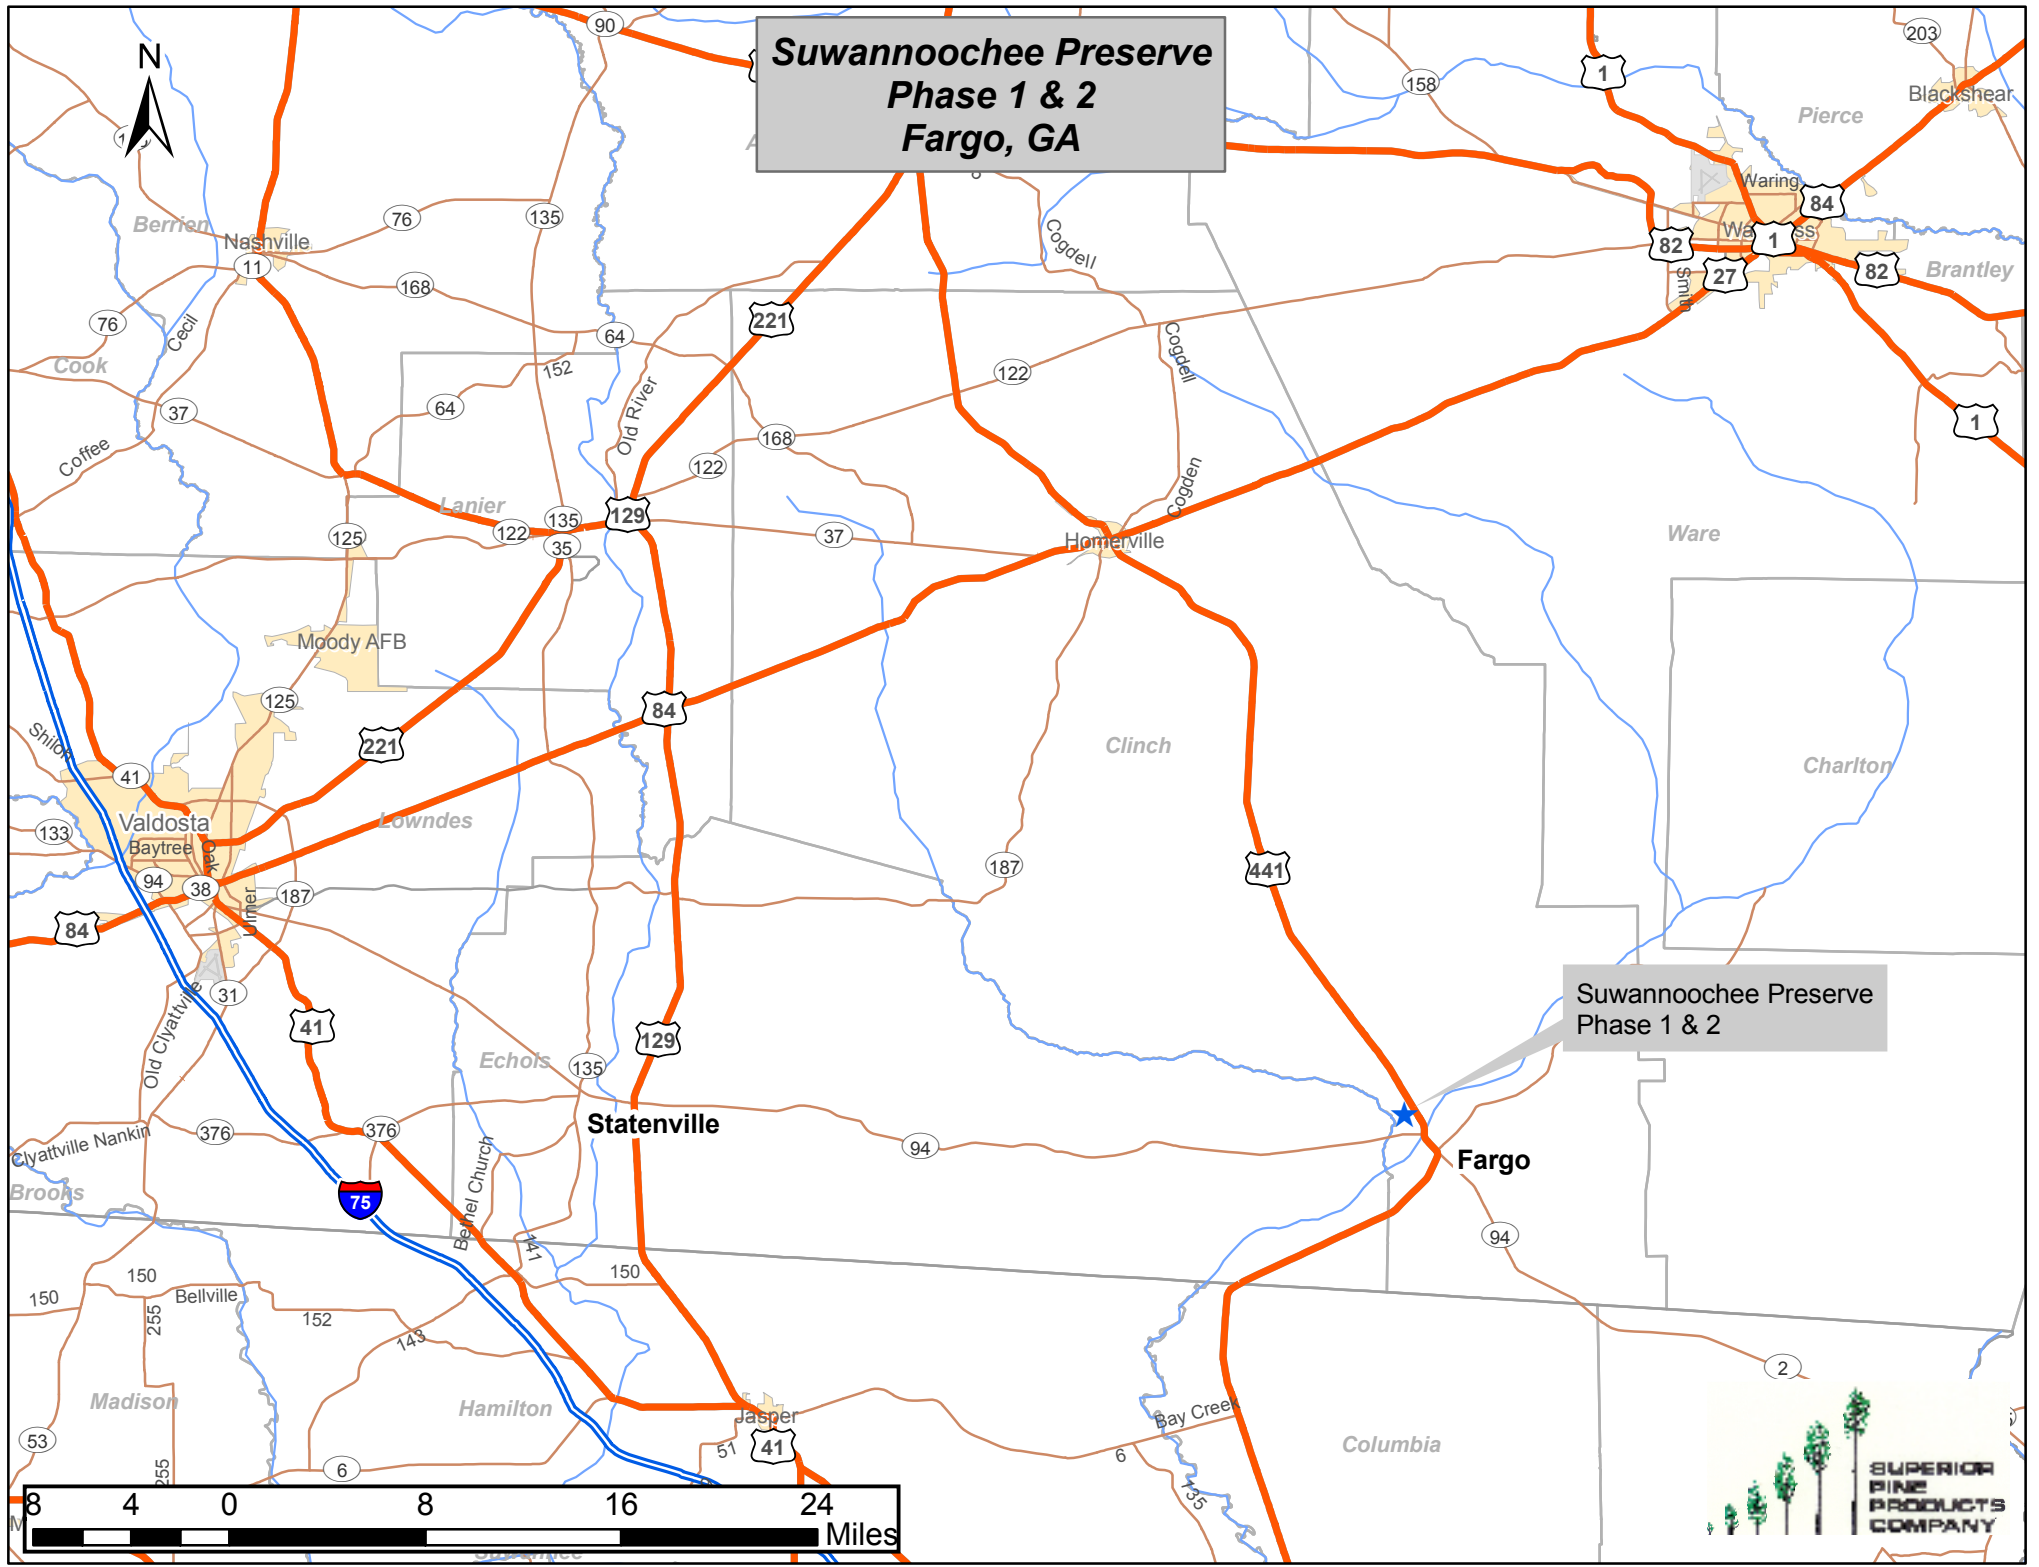 N
Suwannoochee Preserve
Phase 1 & 2
Fargo, GA
90
158
1
203
Blackshear
Pierce
Waring
84
82
1
27
82
Smith
Brantley
1
Berrien
Nashville
11
76
135
168
76
Cecil
Cook
37
Coffee
64
152
64
Old River
221
Cogdell
Cogdell
Cogden
122
168
122
Lanier
122
135
35
129
37
125
Homerville
Ware
Moody AFB
125
221
84
Clinch
Charlton
Shiloh
41
133
Valdosta
Baytree
Oak
94
38
187
Ulmer
84
Lowndes
187
441
31
Old Clyattville
41
129
Echols
135
Suwannoochee Preserve
Phase 1 & 2
Statenville
376
376
Clyattville Nankin
Brooks
75
Bethel Church
94
Fargo
94
141
150
150
150
Bellville
255
152
143
2
Madison
Hamilton
Jasper
41
51
53
6
255
Bay Creek
6
135
Columbia
8 4 0 8 16 24
Miles
SUPERIOR
PINE
PRODUCTS
COMPANY